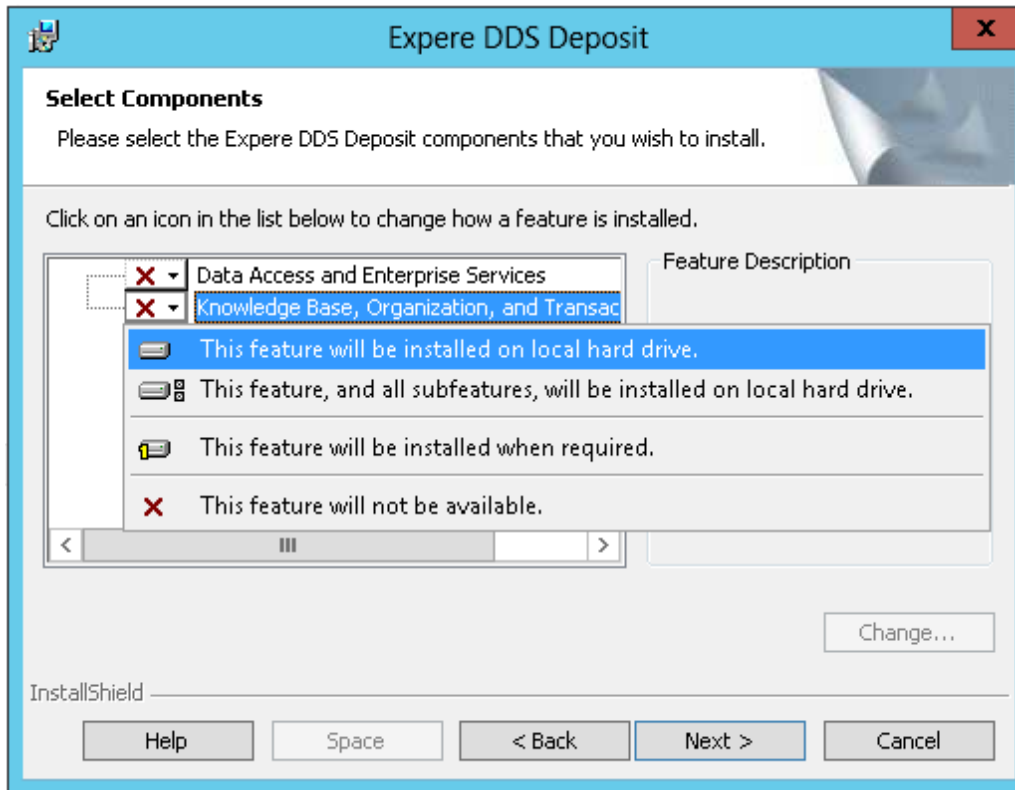 Expere DDS Deposit
x
Select Components
Please select the Expere DDS Deposit components that you wish to install.
Click on an icon in the list below to change how a feature is installed.
Data Access and Enterprise Services
Feature Description
Knowledge Base, Organization, and Transac
This feature will be installed on local hard drive.
This feature, and all subfeatures, will be installed on local hard drive.
This feature will be installed when required.
This feature will not be available.
Change...
InstallShield
Help
Space
< Back
Next >
Cancel